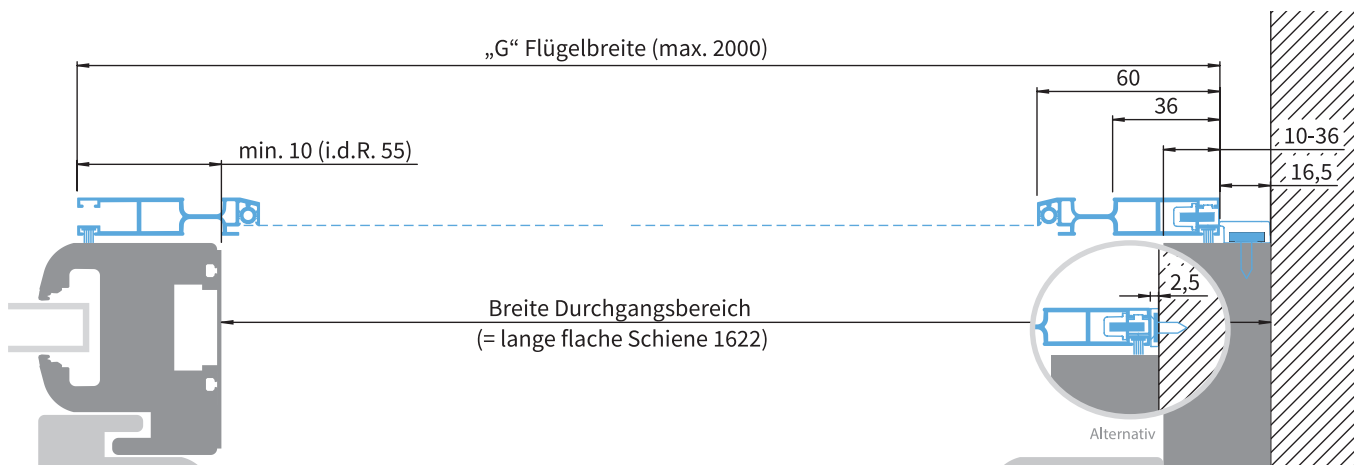 „G“ Flügelbreite (max. 2000)
60
36
10-36
min. 10 (i.d.R. 55)
16,5
2,5
Breite Durchgangsbereich
(= lange flache Schiene 1622)
Alternativ